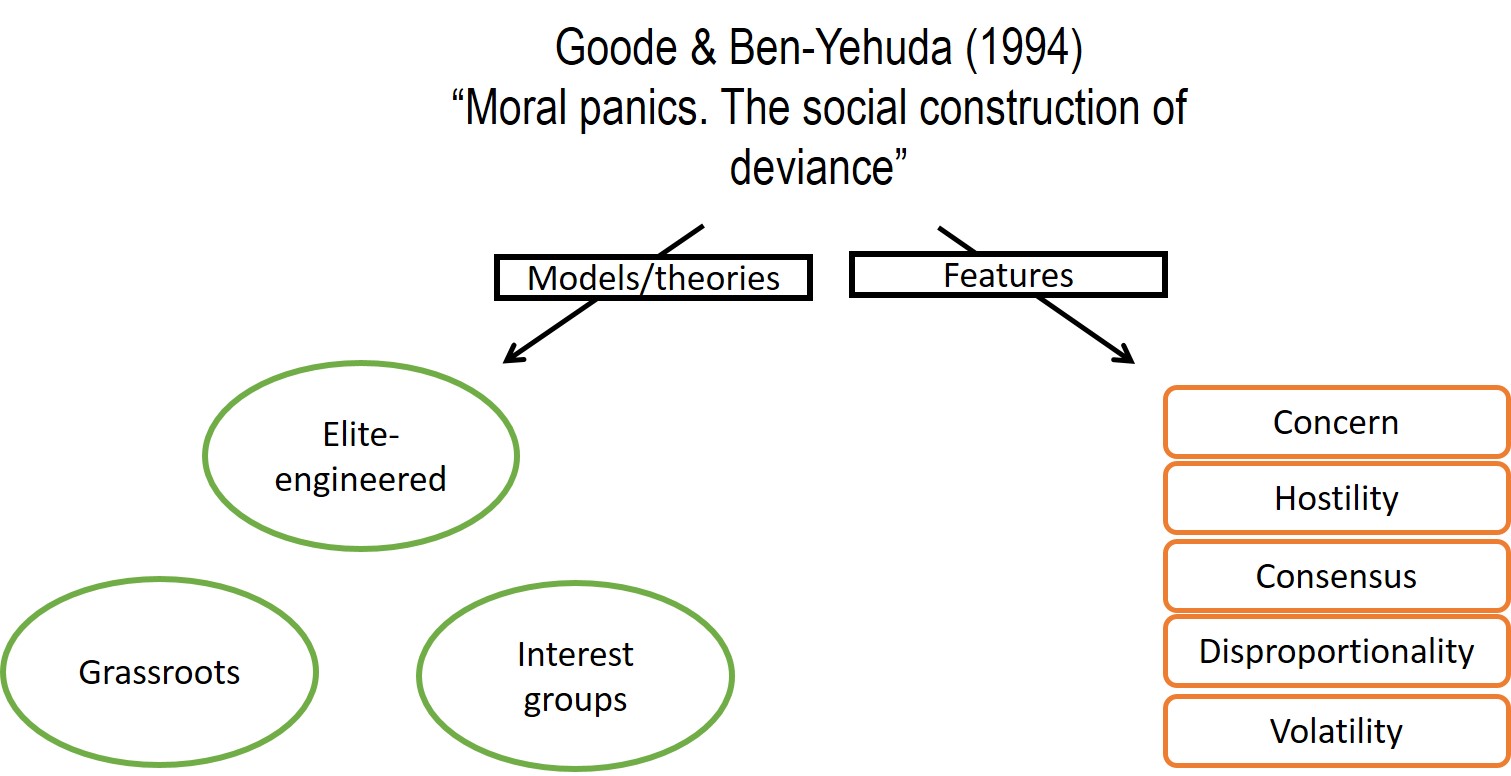 Goode & Ben-Yehuda (1994)
“Moral panics. The social construction of
deviance”
Models/theories
Features
Elite-
engineered
Grassroots
Interest
groups
Concern
Hostility
Consensus
Disproportionality
Volatility